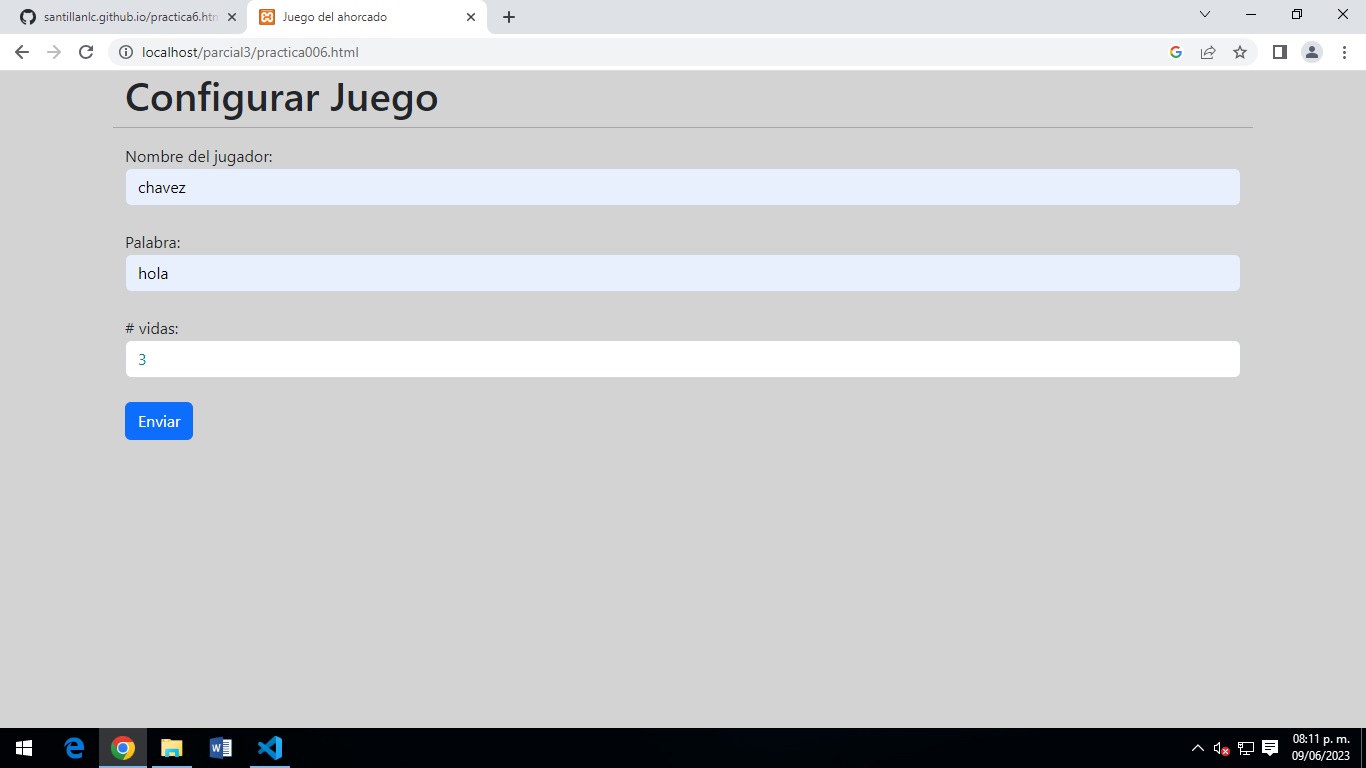 santillanlc.github.io/practica6.htm
Juego del ahorcado
localhost/parcial3/practica006.html
Configurar Juego
Nombre del jugador:
chavez
Palabra:
hola
# vidas:
3
Enviar
08:11 p. m.
09/06/2023